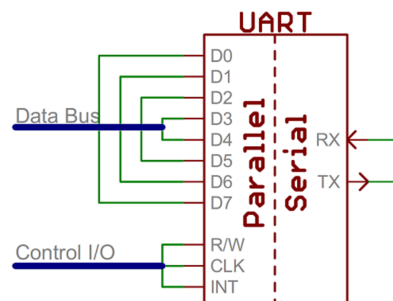 UART
D0
D1
D2
Data Bus
D3
D4
D5
D6
D7
Parallel
Serial
RX
TX
R/W
Control I/O
CLK
INT